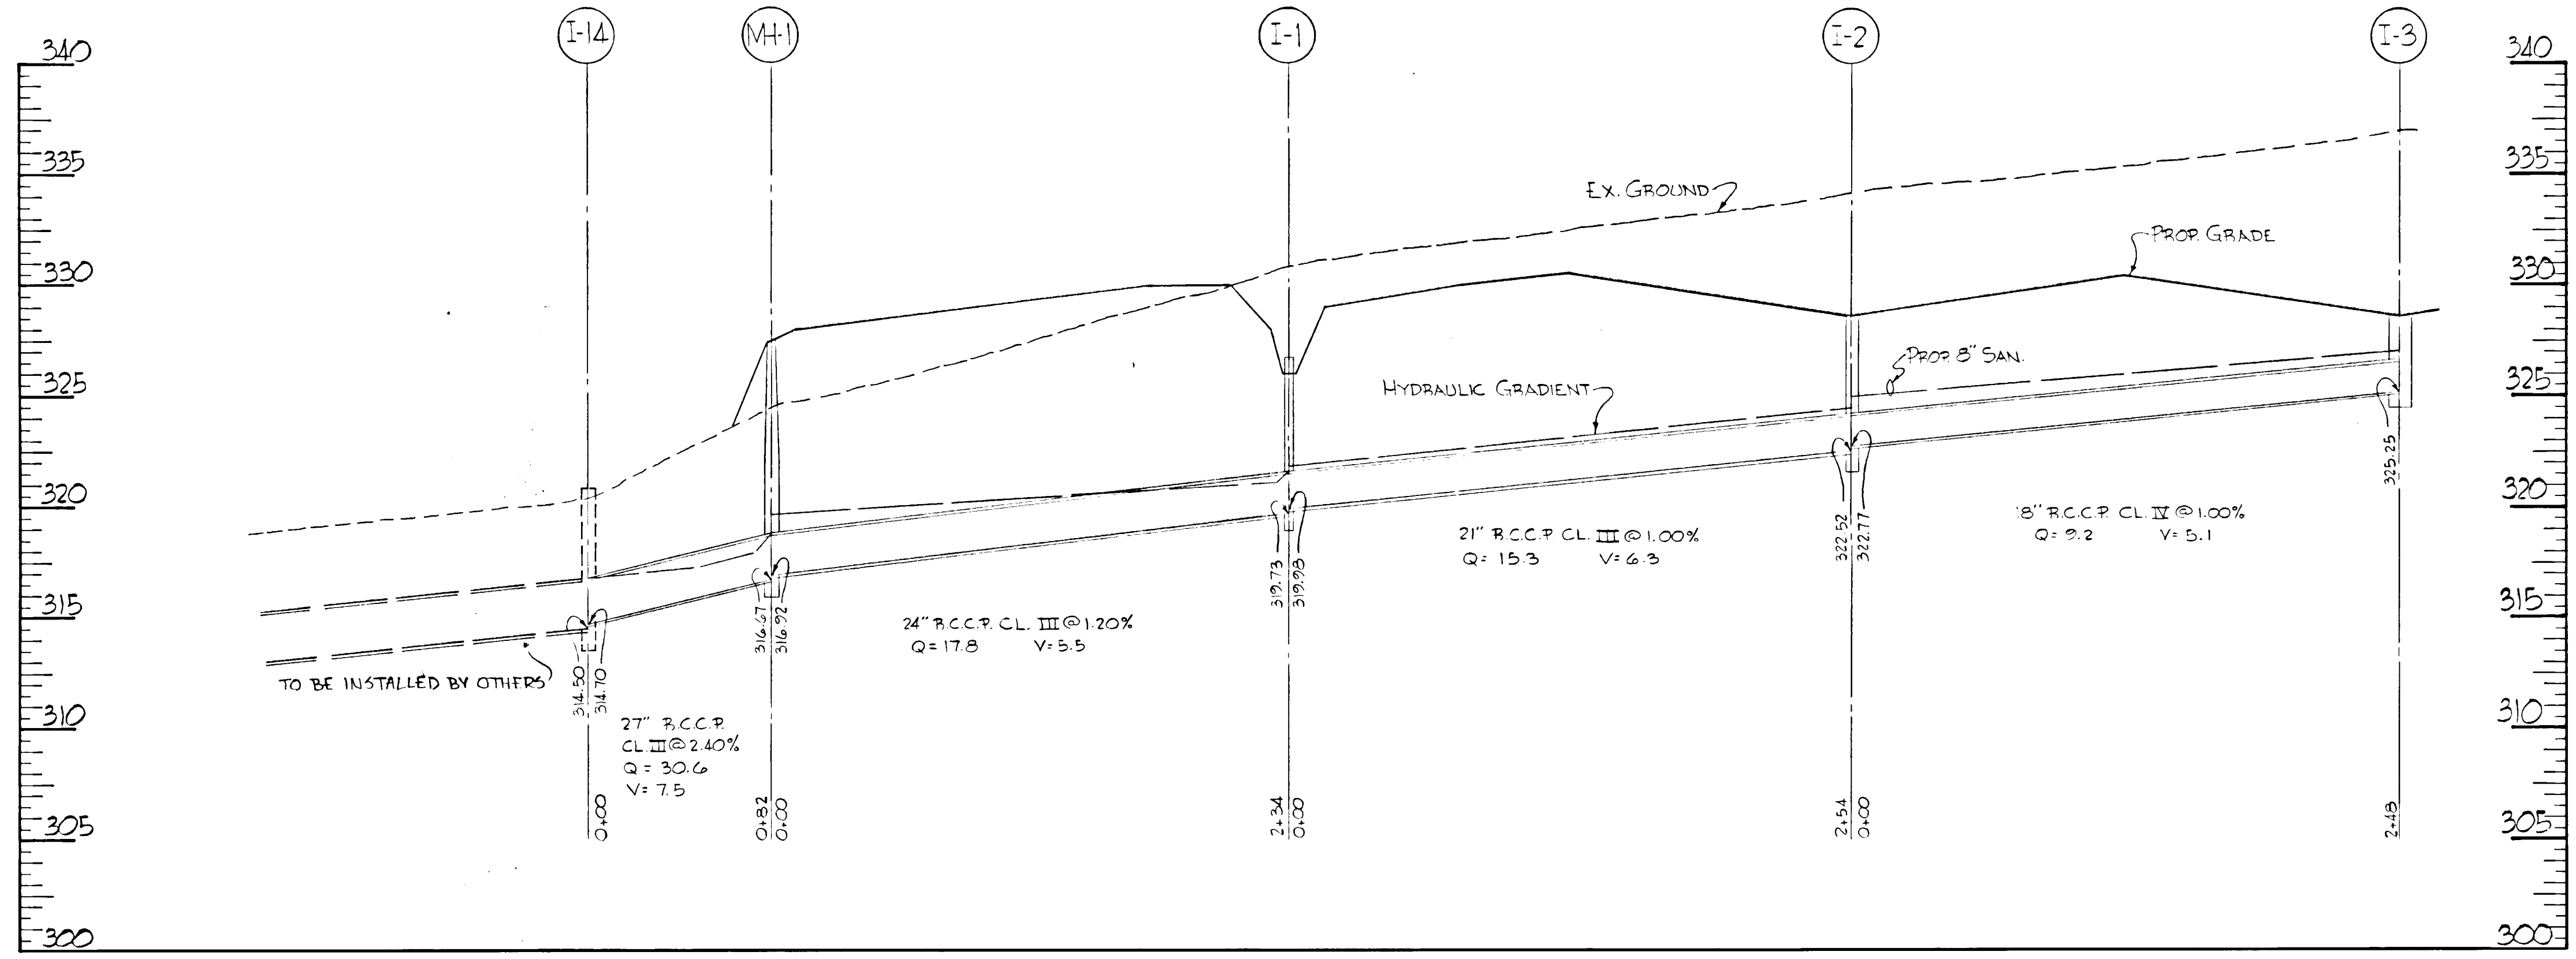 I-14
MH-1
I-1
I-2
I-3
340
340
335
335
330
330
325
325
320
320
315
315
310
310
305
305
300
300
EX. GROUND
PROP. GRADE
PROP. 8" SAN.
HYDRAULIC GRADIENT
TO BE INSTALLED BY OTHERS
314.50
314.70
316.67
316.92
319.73
319.98
322.52
322.77
325.25
27" R.C.C.P.
CL. III @ 2.40%
Q = 30.6
V = 7.5
24" R.C.C.P. CL. III @ 1.20%
Q = 17.8 V = 5.5
21" R.C.C.P. CL. III @ 1.00%
Q = 15.3 V = 6.3
8" R.C.C.P. CL. IV @ 1.00%
Q = 9.2 V = 5.1
0+00
0+82
0+00
2+34
0+00
2+54
0+00
2+48